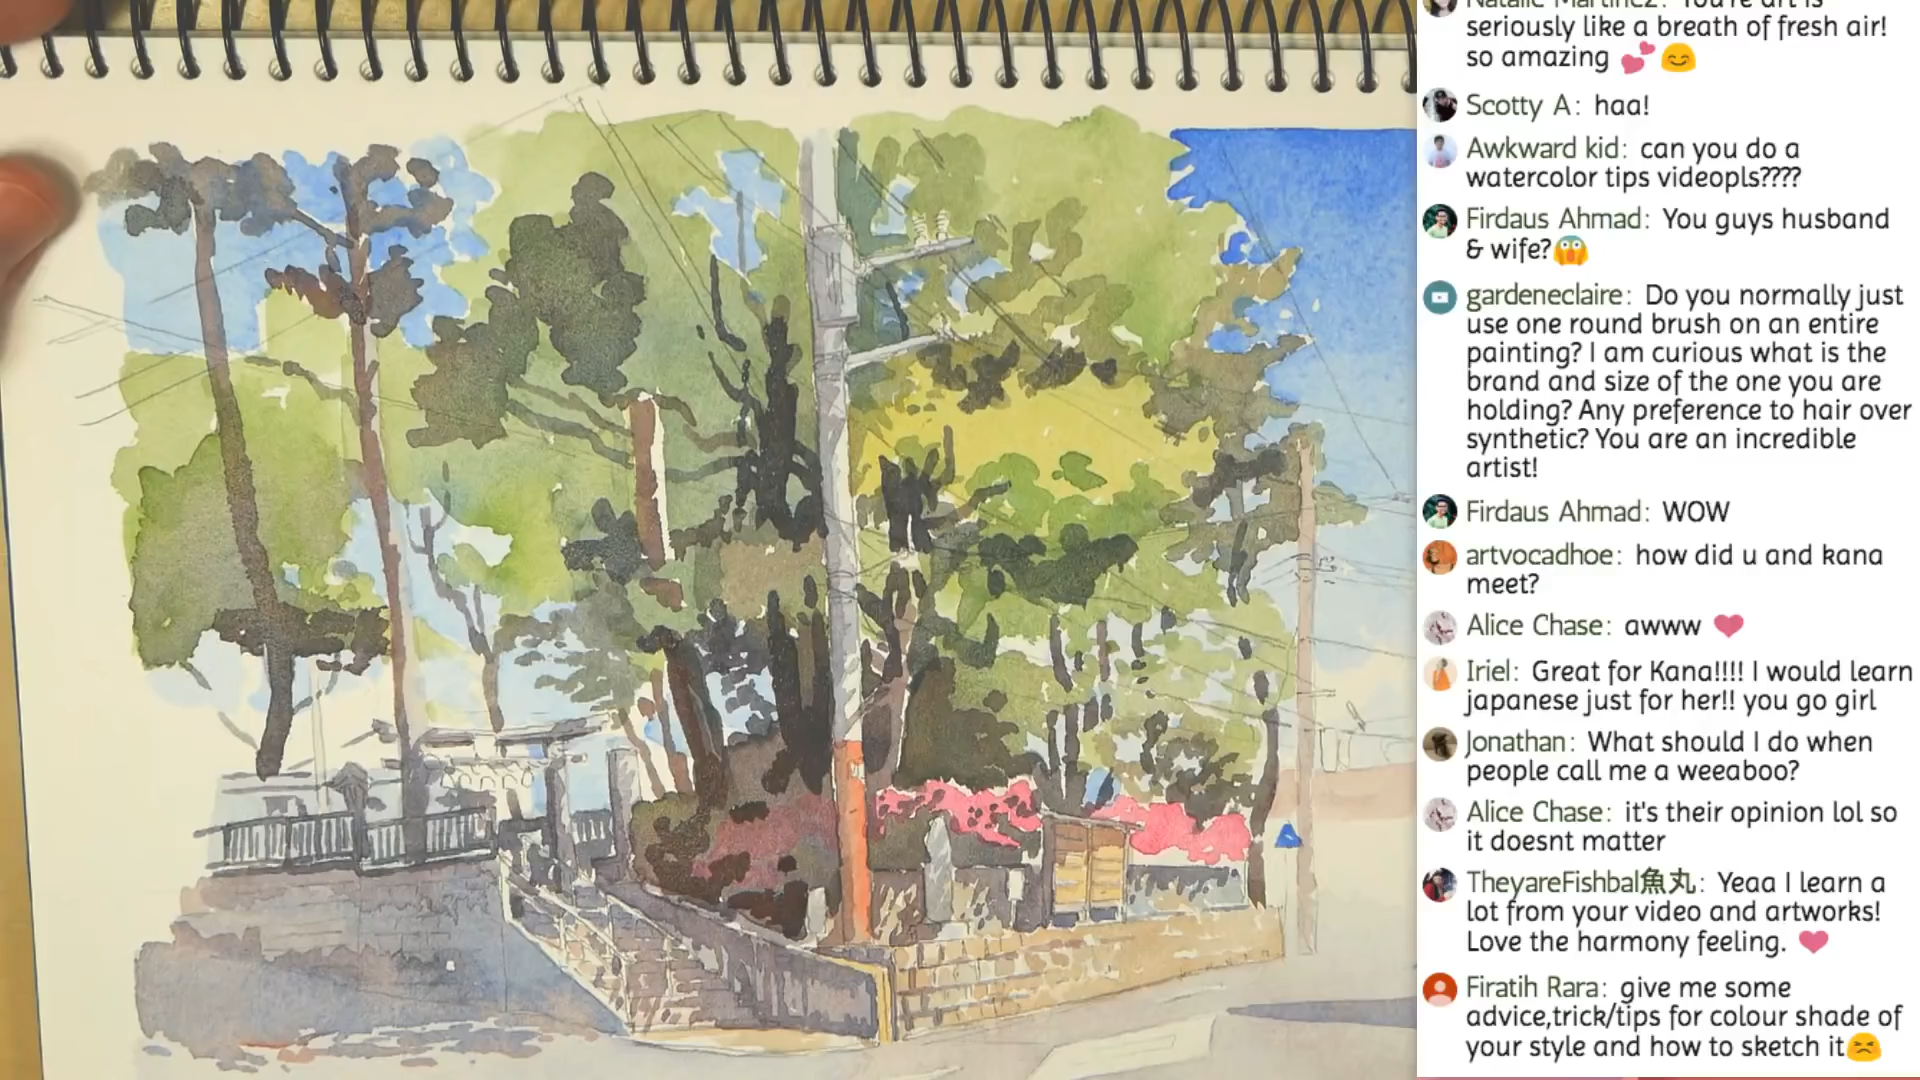 Natalie Martinez: You're art is
seriously like a breath of fresh air!
so amazing 💕😊
Scotty A: haa!
Awkward kid: can you do a
watercolor tips videopls????
Firdaus Ahmad: You guys husband
& wife?😱
gardeneclaire: Do you normally just
use one round brush on an entire
painting? I am curious what is the
brand and size of the one you are
holding? Any preference to hair over
synthetic? You are an incredible
artist!
Firdaus Ahmad: WOW
artvocadhoe: how did u and kana
meet?
Alice Chase: awww ❤
Iriel: Great for Kana!!!! I would learn
japanese just for her!! you go girl
Jonathan: What should I do when
people call me a weeaboo?
Alice Chase: it's their opinion lol so
it doesnt matter
TheyareFishbal魚丸: Yeaa I learn a
lot from your video and artworks!
Love the harmony feeling. ❤
Firatih Rara: give me some
advice,trick/tips for colour shade of
your style and how to sketch it😣